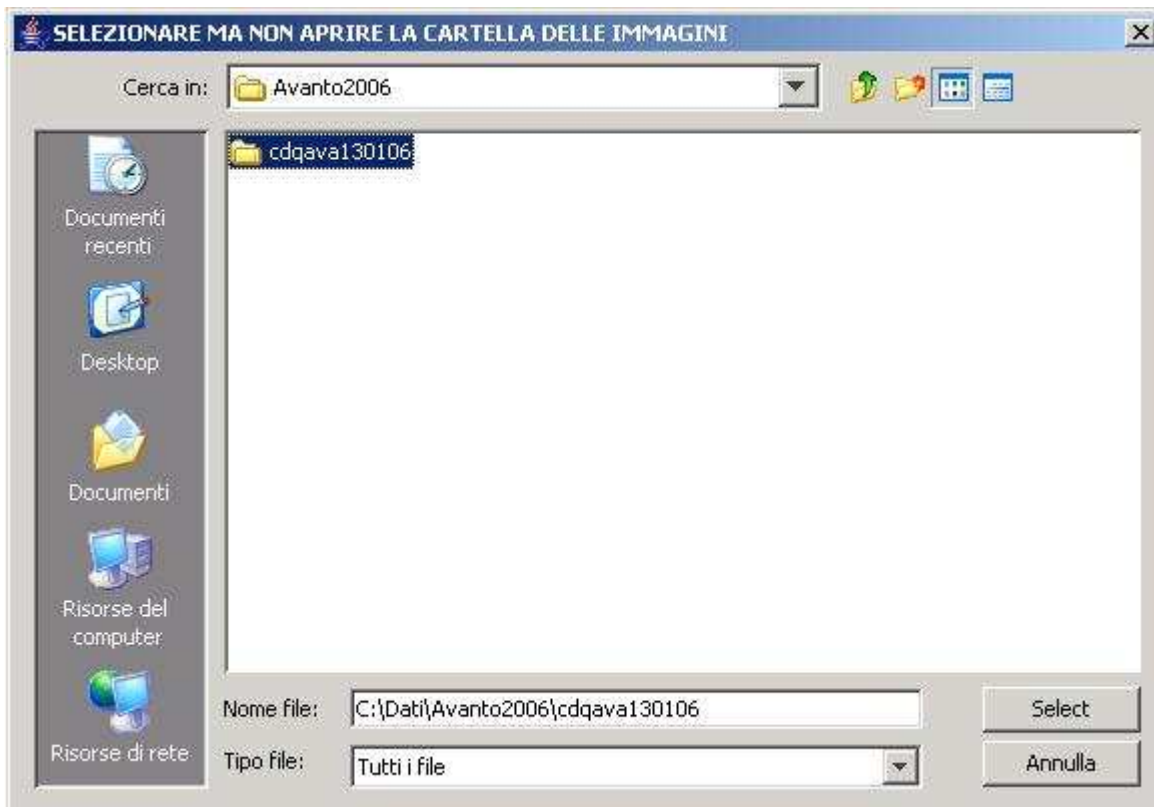 SELEZIONARE MA NON APRIRE LA CARTELLA DELLE IMMAGINI
Cerca in:
Avanto2006
cdqava130106
Documenti
recenti
Desktop
Documenti
Risorse del
computer
Risorse di rete
Nome file:
C:\Dati\Avanto2006\cdqava130106
Select
Tipo file:
Tutti i file
Annulla